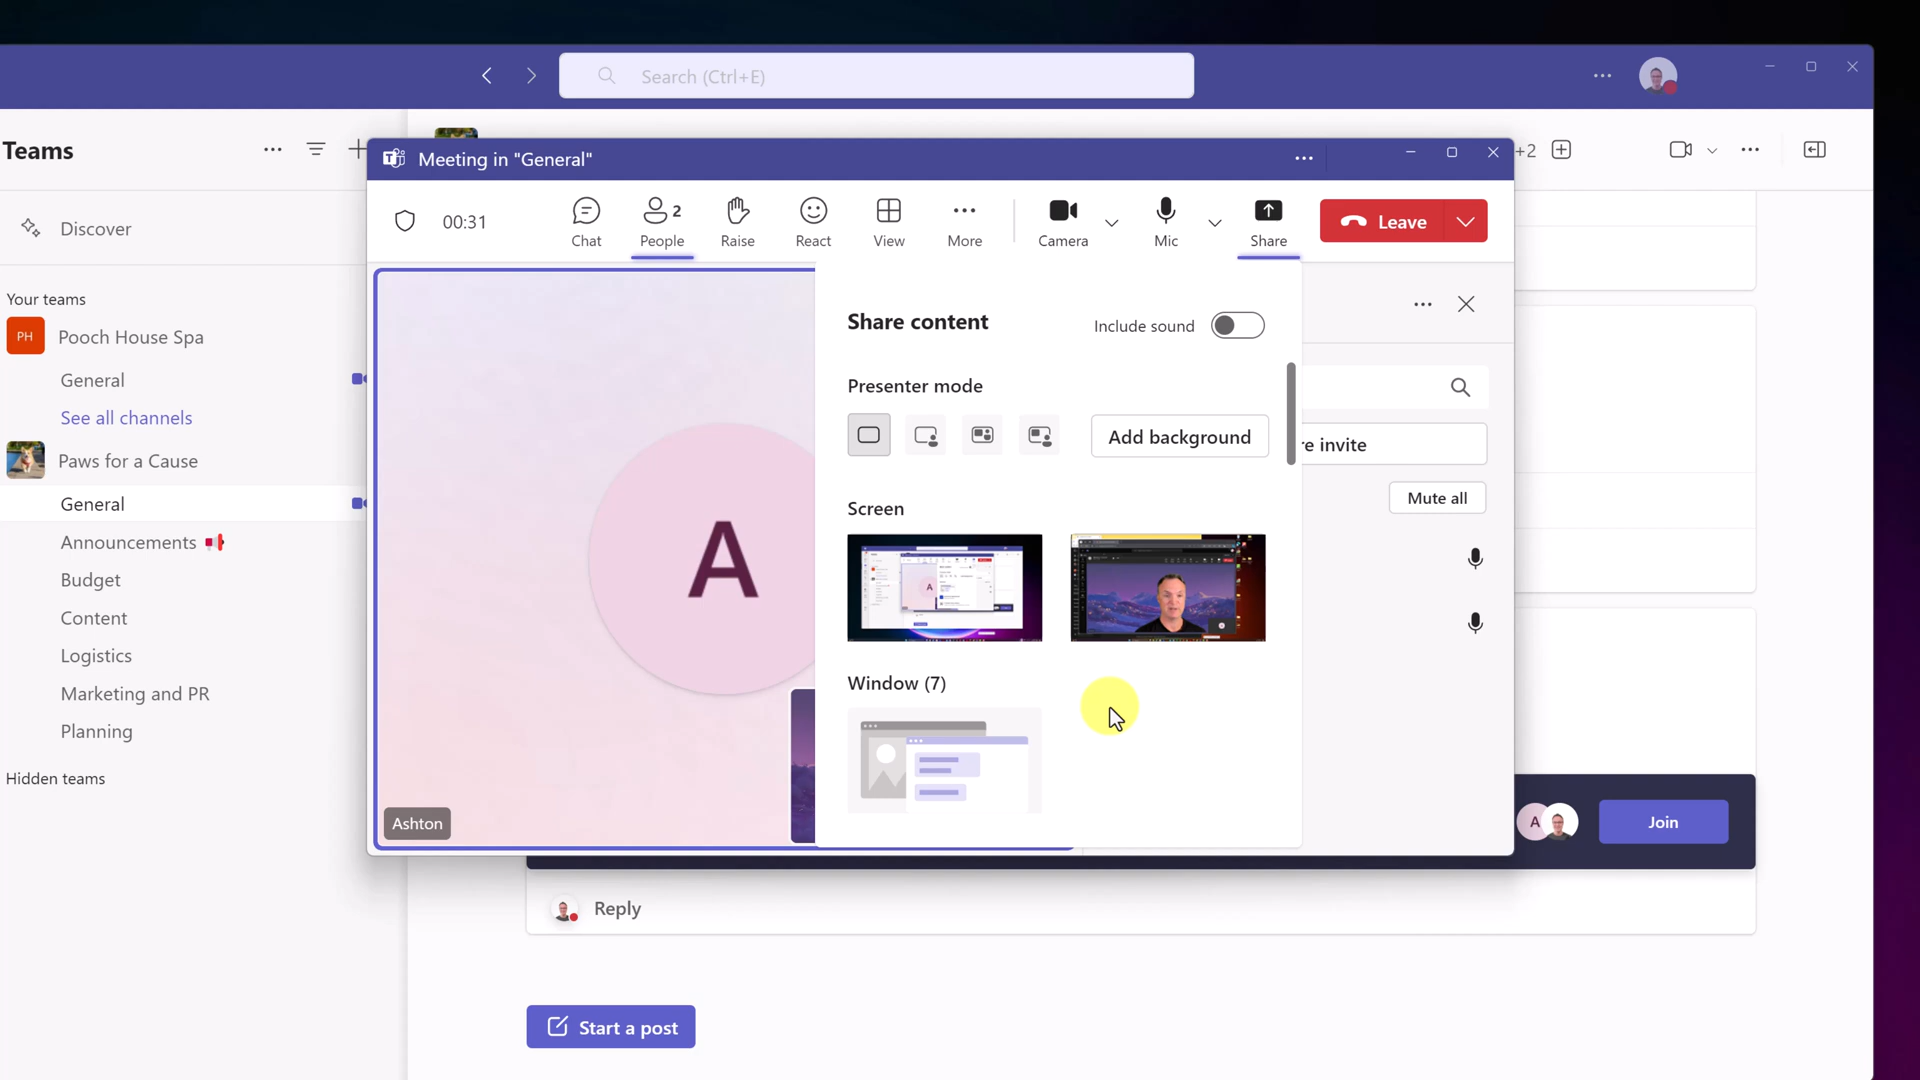 Search (Ctrl+E)
Teams
Discover
Your teams
PH
Pooch House Spa
General
See all channels
Paws for a Cause
General
Announcements
Budget
Content
Logistics
Marketing and PR
Planning
Hidden teams
+2
Meeting in "General"
00:31
Chat
People
2
Raise
React
View
More
Camera
Mic
Share
Leave
Share content
Include sound
Presenter mode
Add background
re invite
Mute all
Screen
Window (7)
A
Ashton
A
Join
Reply
Start a post